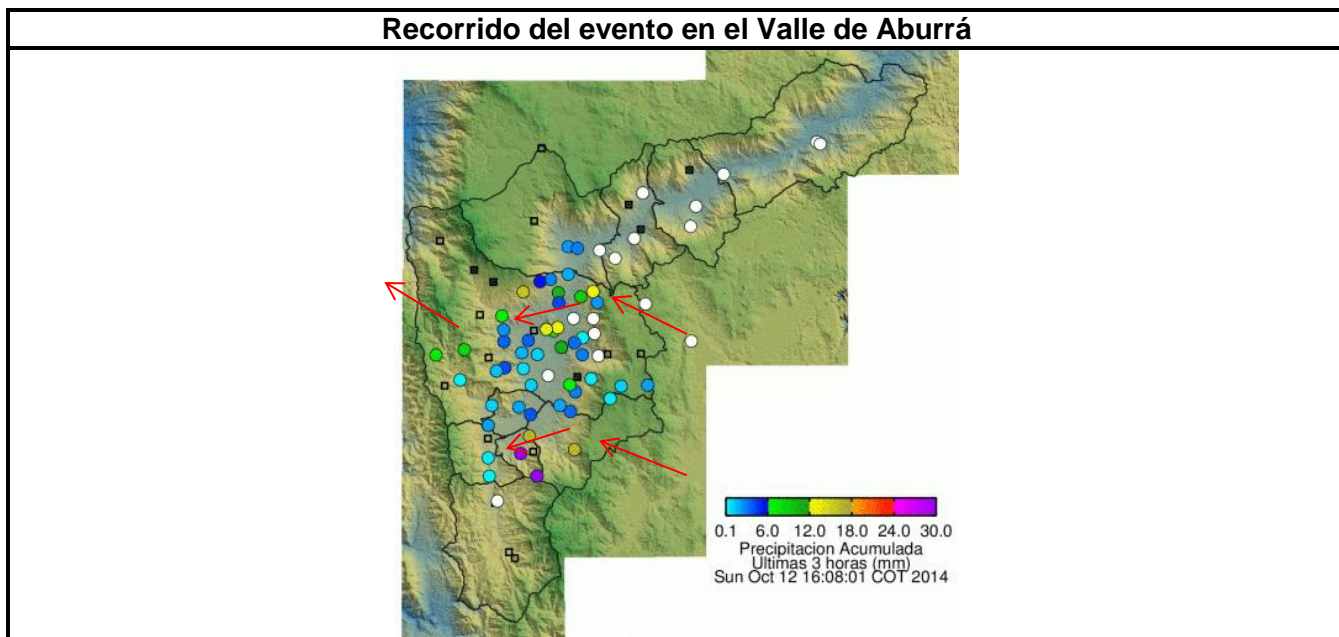 Recorrido del evento en el Valle de Aburrá
0.1 6.0 12.0 18.0 24.0 30.0
Precipitacion Acumulada
Ultimas 3 horas (mm)
Sun Oct 12 16:08:01 COT 2014